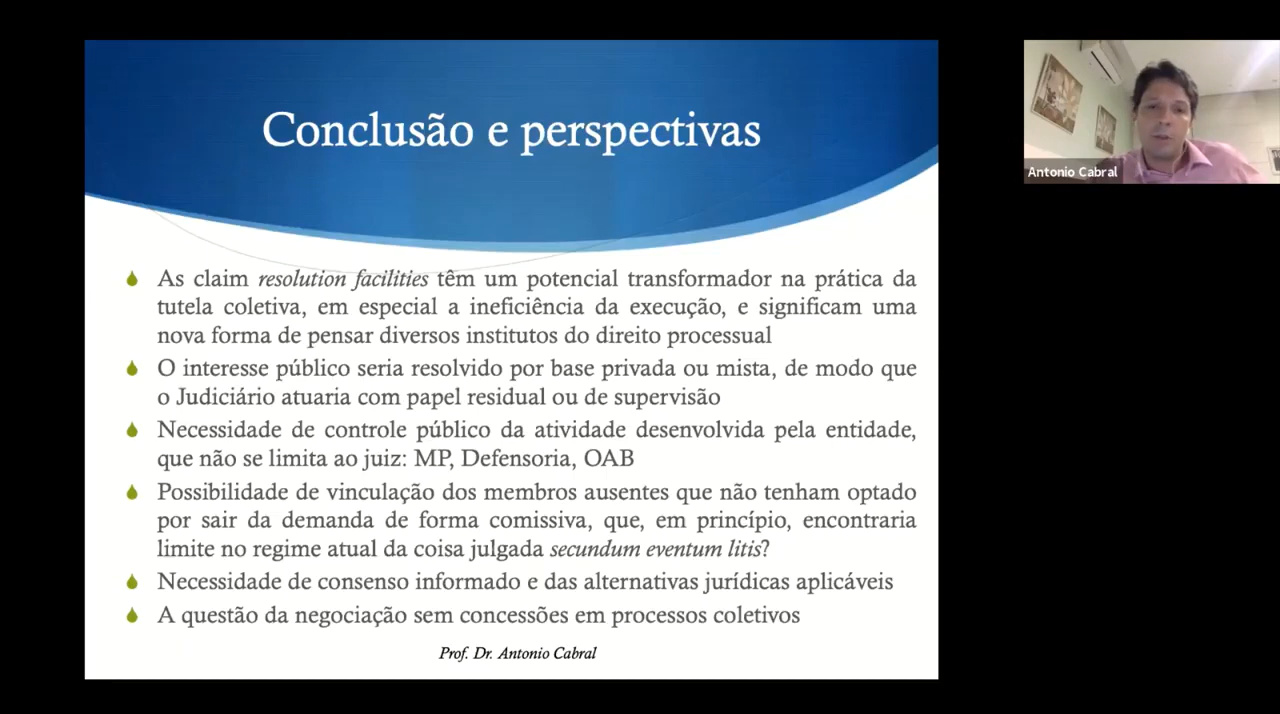 Conclusão e perspectivas
As claim resolution facilities têm um potencial transformador na prática da
tutela coletiva, em especial a ineficiência da execução, e significam uma
nova forma de pensar diversos institutos do direito processual
O interesse público seria resolvido por base privada ou mista, de modo que
o Judiciário atuaria com papel residual ou de supervisão
Necessidade de controle público da atividade desenvolvida pela entidade,
que não se limita ao juiz: MP, Defensoria, OAB
Possibilidade de vinculação dos membros ausentes que não tenham optado
por sair da demanda de forma comissiva, que, em princípio, encontraria
limite no regime atual da coisa julgada secundum eventum litis?
Necessidade de consenso informado e das alternativas jurídicas aplicáveis
A questão da negociação sem concessões em processos coletivos
Prof. Dr. Antonio Cabral
Antonio Cabral